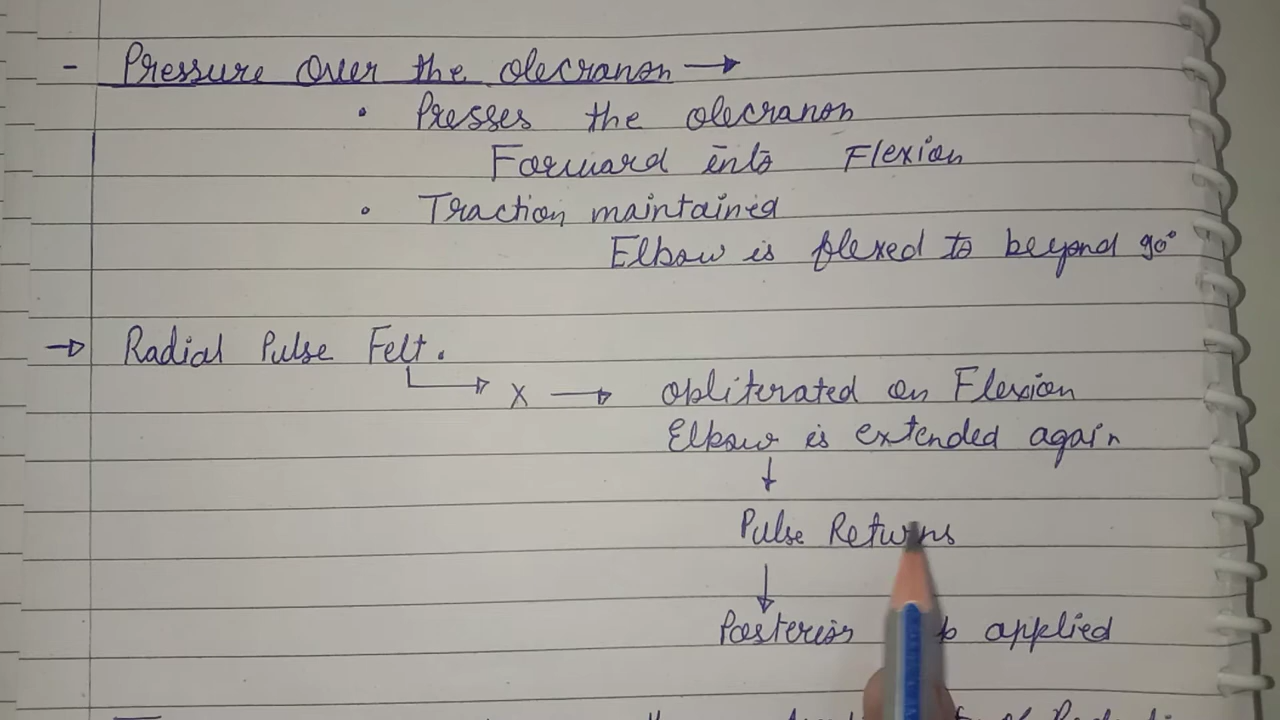 - Pressure Over the olecranon →
• Presses the olecranon
Forward into Flexion
• Traction maintained
Elbow is flexed to beyond 90°
→ Radial Pulse Felt.
X → obliterated on Flexion
Elbow is extended again
↓
Pulse Returns
↓
Posterior applied